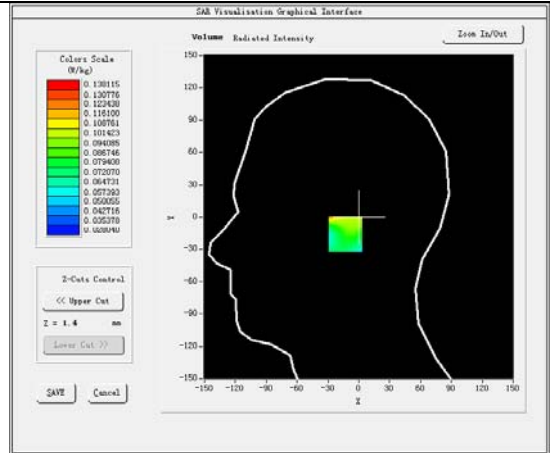 SAR Visualisation Graphical Interface
Volume Radiated Intensity
Zoom In/Out
Colors Scale
(W/kg)
0.138115
0.130776
0.123438
0.116100
0.108761
0.101423
0.094085
0.086746
0.079408
0.072070
0.064731
0.057393
0.050055
0.042716
0.035378
0.028040
Z-Cuts Control
<< Upper Cut
Z = 1.4 mm
Lower Cut >>
SAVE
Cancel
150
120
90
60
30
0
-30
-60
-90
-120
-150
Y
-150 -120 -90 -60 -30 0 30 60 90 120 150
X